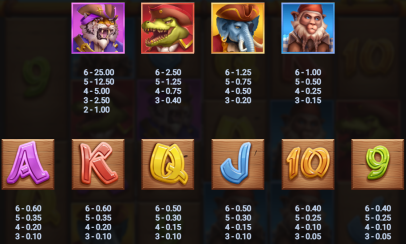 6 - 25.00 6 - 2.50 6 - 1.25 6 - 1.00
5 - 12.50 5 - 1.25 5 - 0.75 5 - 0.50
4 - 5.00 4 - 0.75 4 - 0.50 4 - 0.25
3 - 2.50 3 - 0.40 3 - 0.20 3 - 0.15
2 - 1.00
A K Q J 10 9
6 - 0.60 6 - 0.60 6 - 0.50 6 - 0.50 6 - 0.40 6 - 0.40
5 - 0.35 5 - 0.35 5 - 0.30 5 - 0.30 5 - 0.25 5 - 0.25
4 - 0.20 4 - 0.20 4 - 0.15 4 - 0.15 4 - 0.10 4 - 0.10
3 - 0.10 3 - 0.10 3 - 0.10 3 - 0.10 3 - 0.05 3 - 0.05